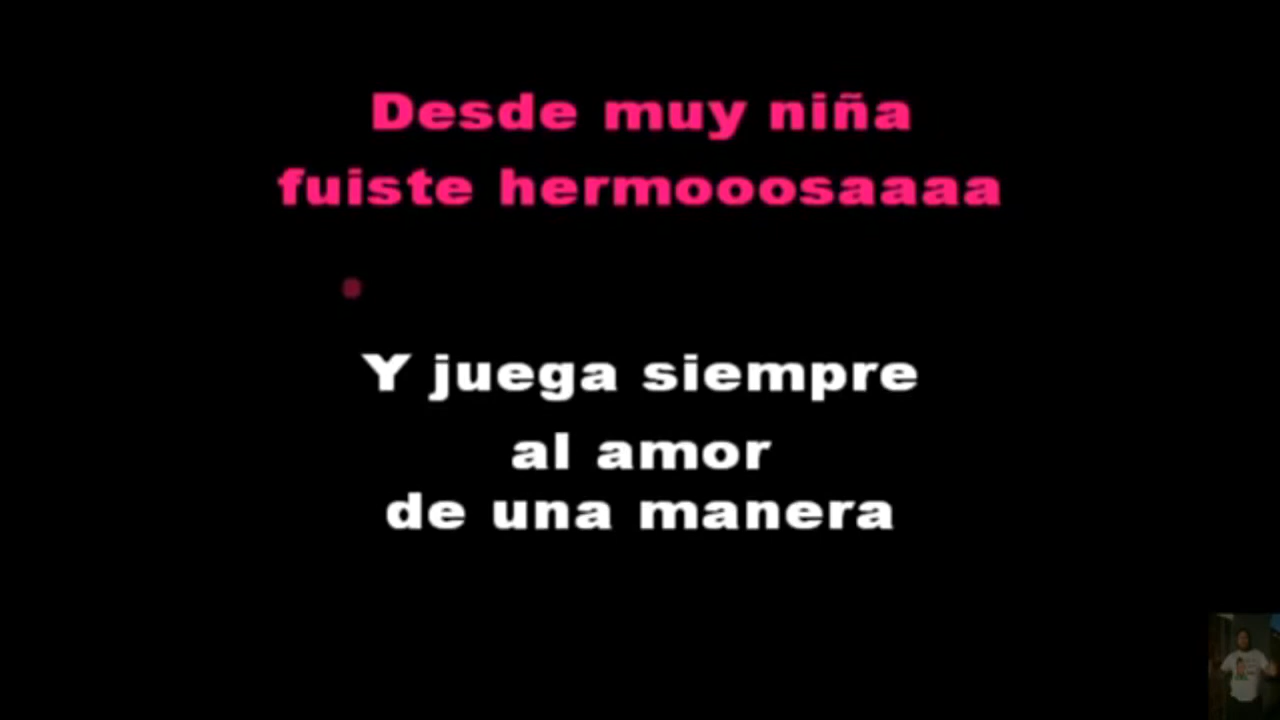 Desde muy niña
fuiste hermooosaaaa
Y juega siempre
al amor
de una manera